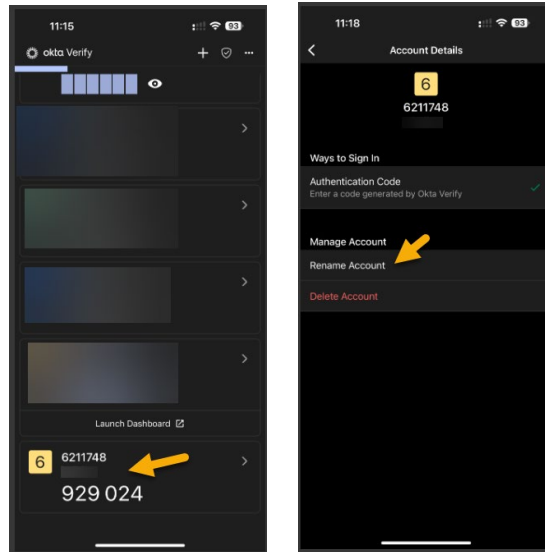 11:15
93
okta Verify
Launch Dashboard
6
6211748
929 024
11:18
93
Account Details
6
6211748
Ways to Sign In
Authentication Code
Enter a code generated by Okta Verify
Manage Account
Rename Account
Delete Account